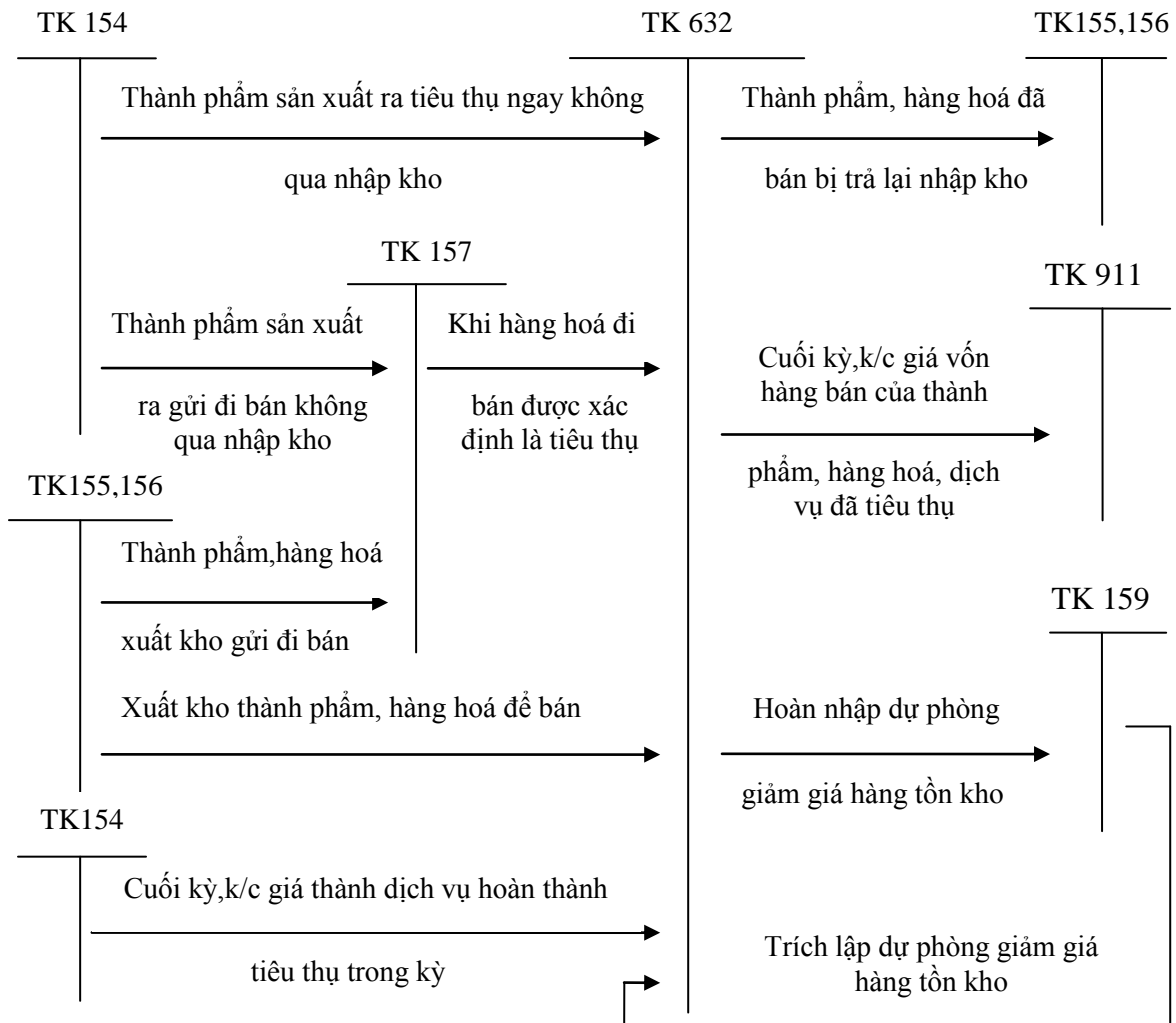 TK 154
TK 632
TK155,156
Thành phẩm sản xuất ra tiêu thụ ngay không
qua nhập kho
Thành phẩm, hàng hoá đã
bán bị trả lại nhập kho
TK 157
TK 911
Thành phẩm sản xuất
ra gửi đi bán không
qua nhập kho
Khi hàng hoá đi
bán được xác
định là tiêu thụ
Cuối kỳ,k/c giá vốn
hàng bán của thành
phẩm, hàng hoá, dịch
vụ đã tiêu thụ
TK155,156
Thành phẩm,hàng hoá
xuất kho gửi đi bán
TK 159
Xuất kho thành phẩm, hàng hoá để bán
Hoàn nhập dự phòng
giảm giá hàng tồn kho
TK154
Cuối kỳ,k/c giá thành dịch vụ hoàn thành
tiêu thụ trong kỳ
Trích lập dự phòng giảm giá
hàng tồn kho